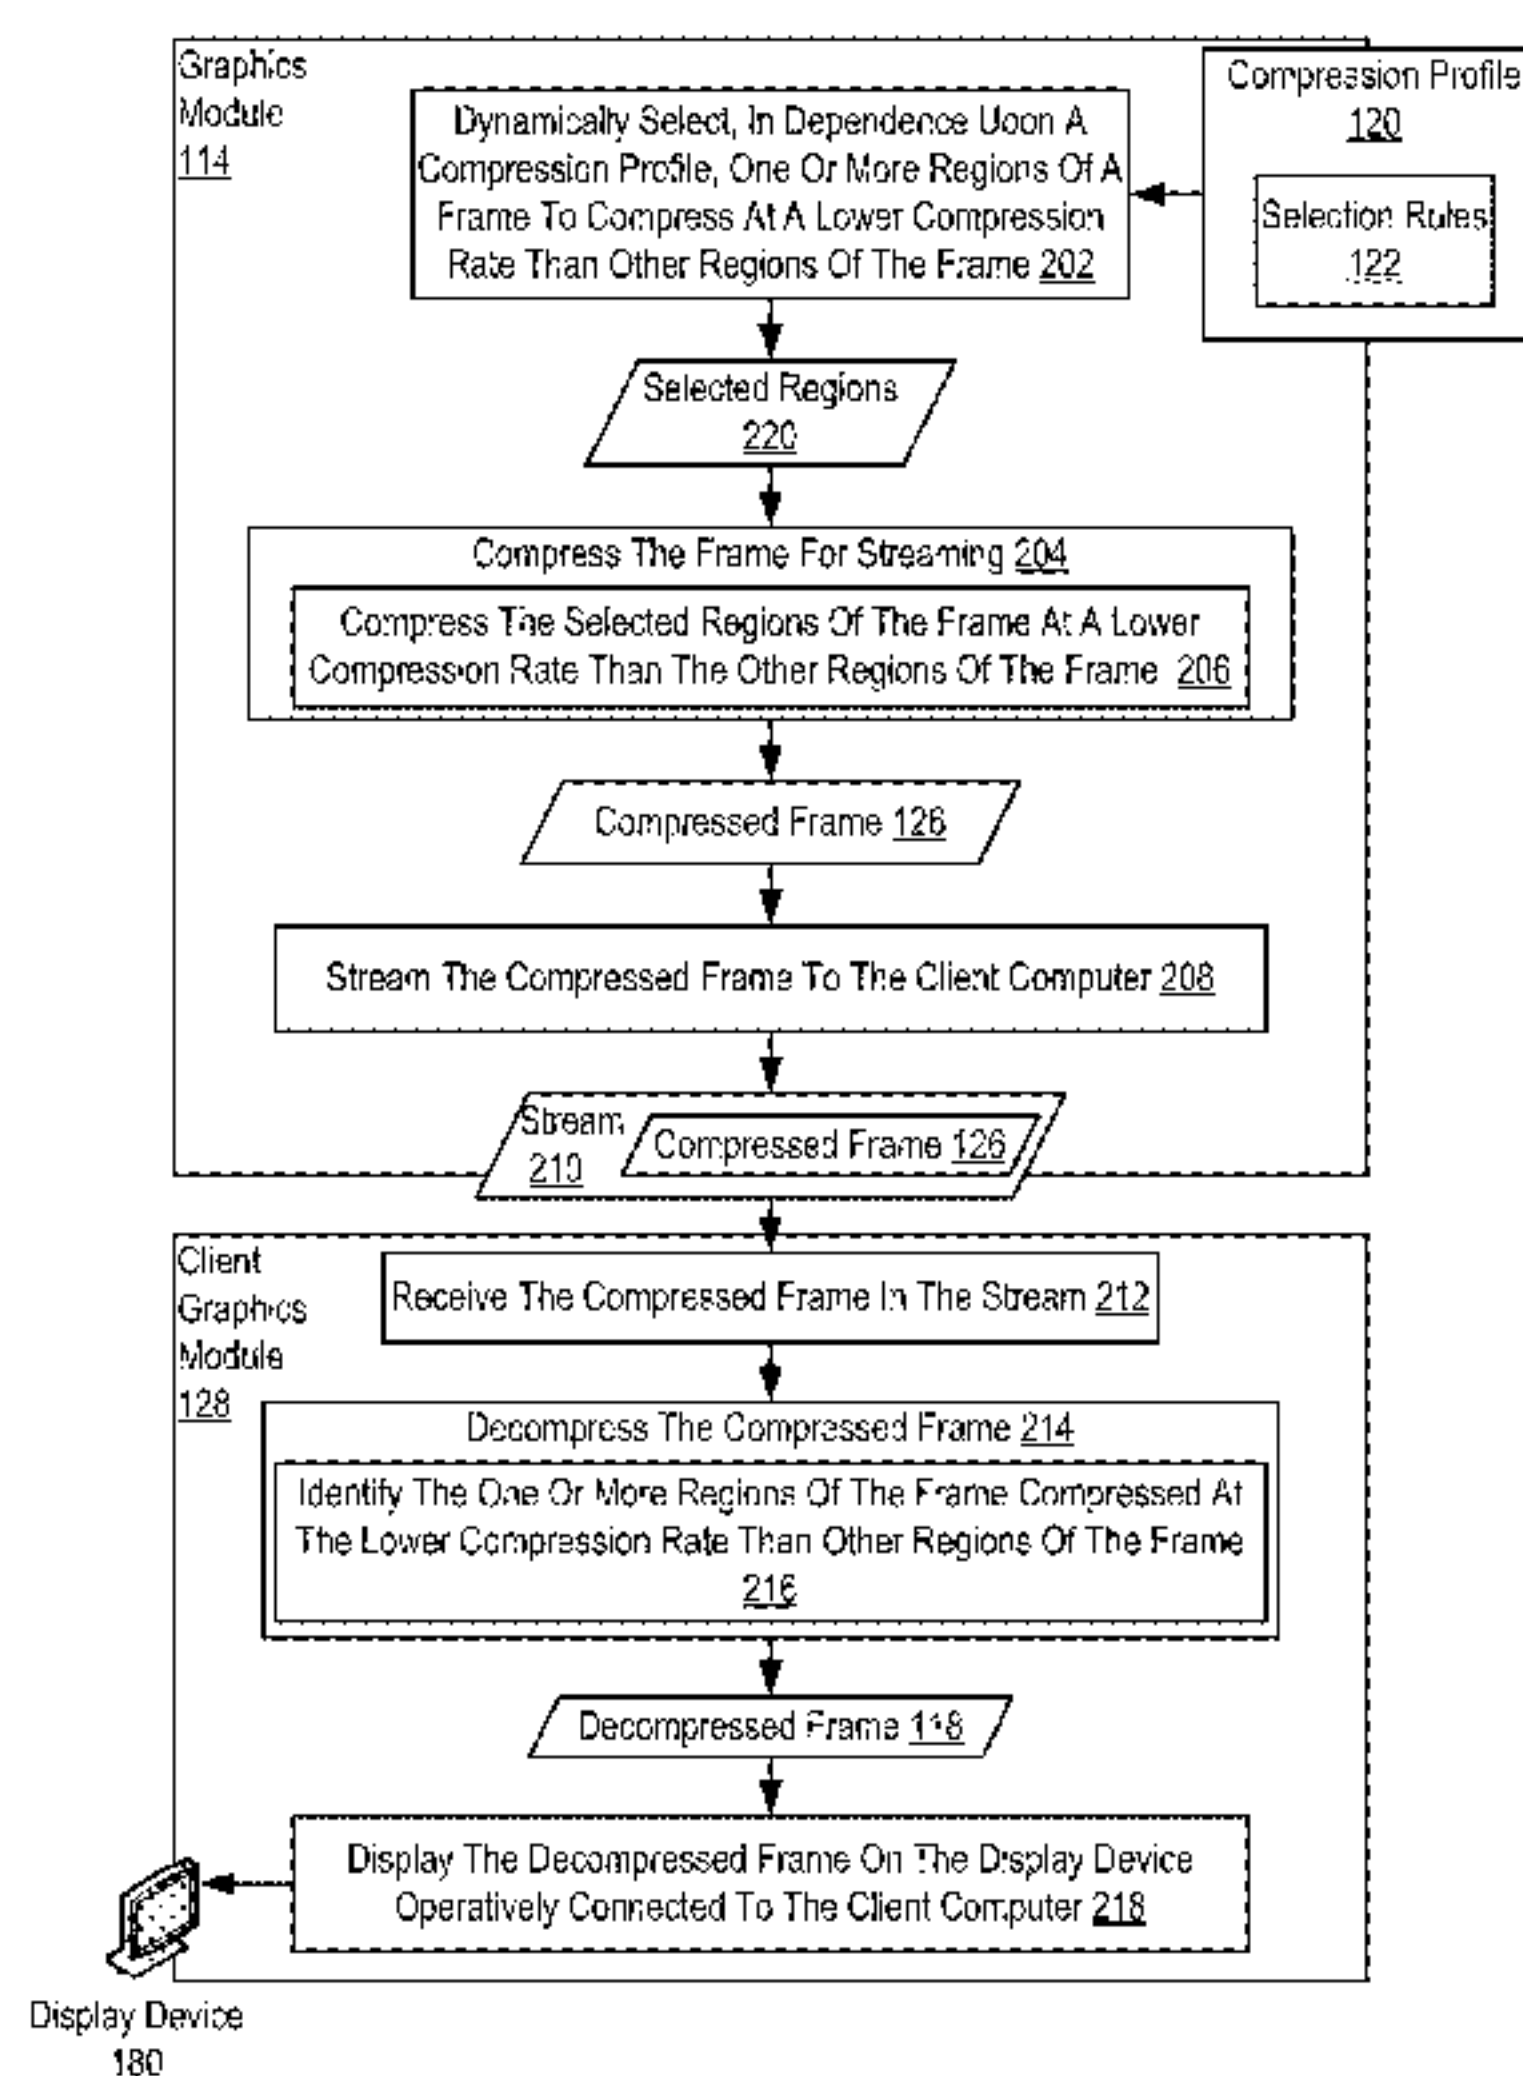 Graphics
Module
114
Compression Profile
120
Selection Rules
122
Dynamically Select, In Dependence Upon A
Compression Profile, One Or More Regions Of A
Frame To Compress At A Lower Compression
Rate Than Other Regions Of The Frame 202
Selected Regions
220
Compress The Frame For Streaming 204
Compress The Selected Regions Of The Frame At A Lower
Compression Rate Than The Other Regions Of The Frame 206
Compressed Frame 126
Stream The Compressed Frame To The Client Computer 208
Stream
210
Compressed Frame 126
Client
Graphics
Module
128
Receive The Compressed Frame In The Stream 212
Decompress The Compressed Frame 214
Identify The One Or More Regions Of The Frame Compressed At
The Lower Compression Rate Than Other Regions Of The Frame
216
Decompressed Frame 118
Display The Decompressed Frame On The Display Device
Operatively Connected To The Client Computer 218
Display Device
180